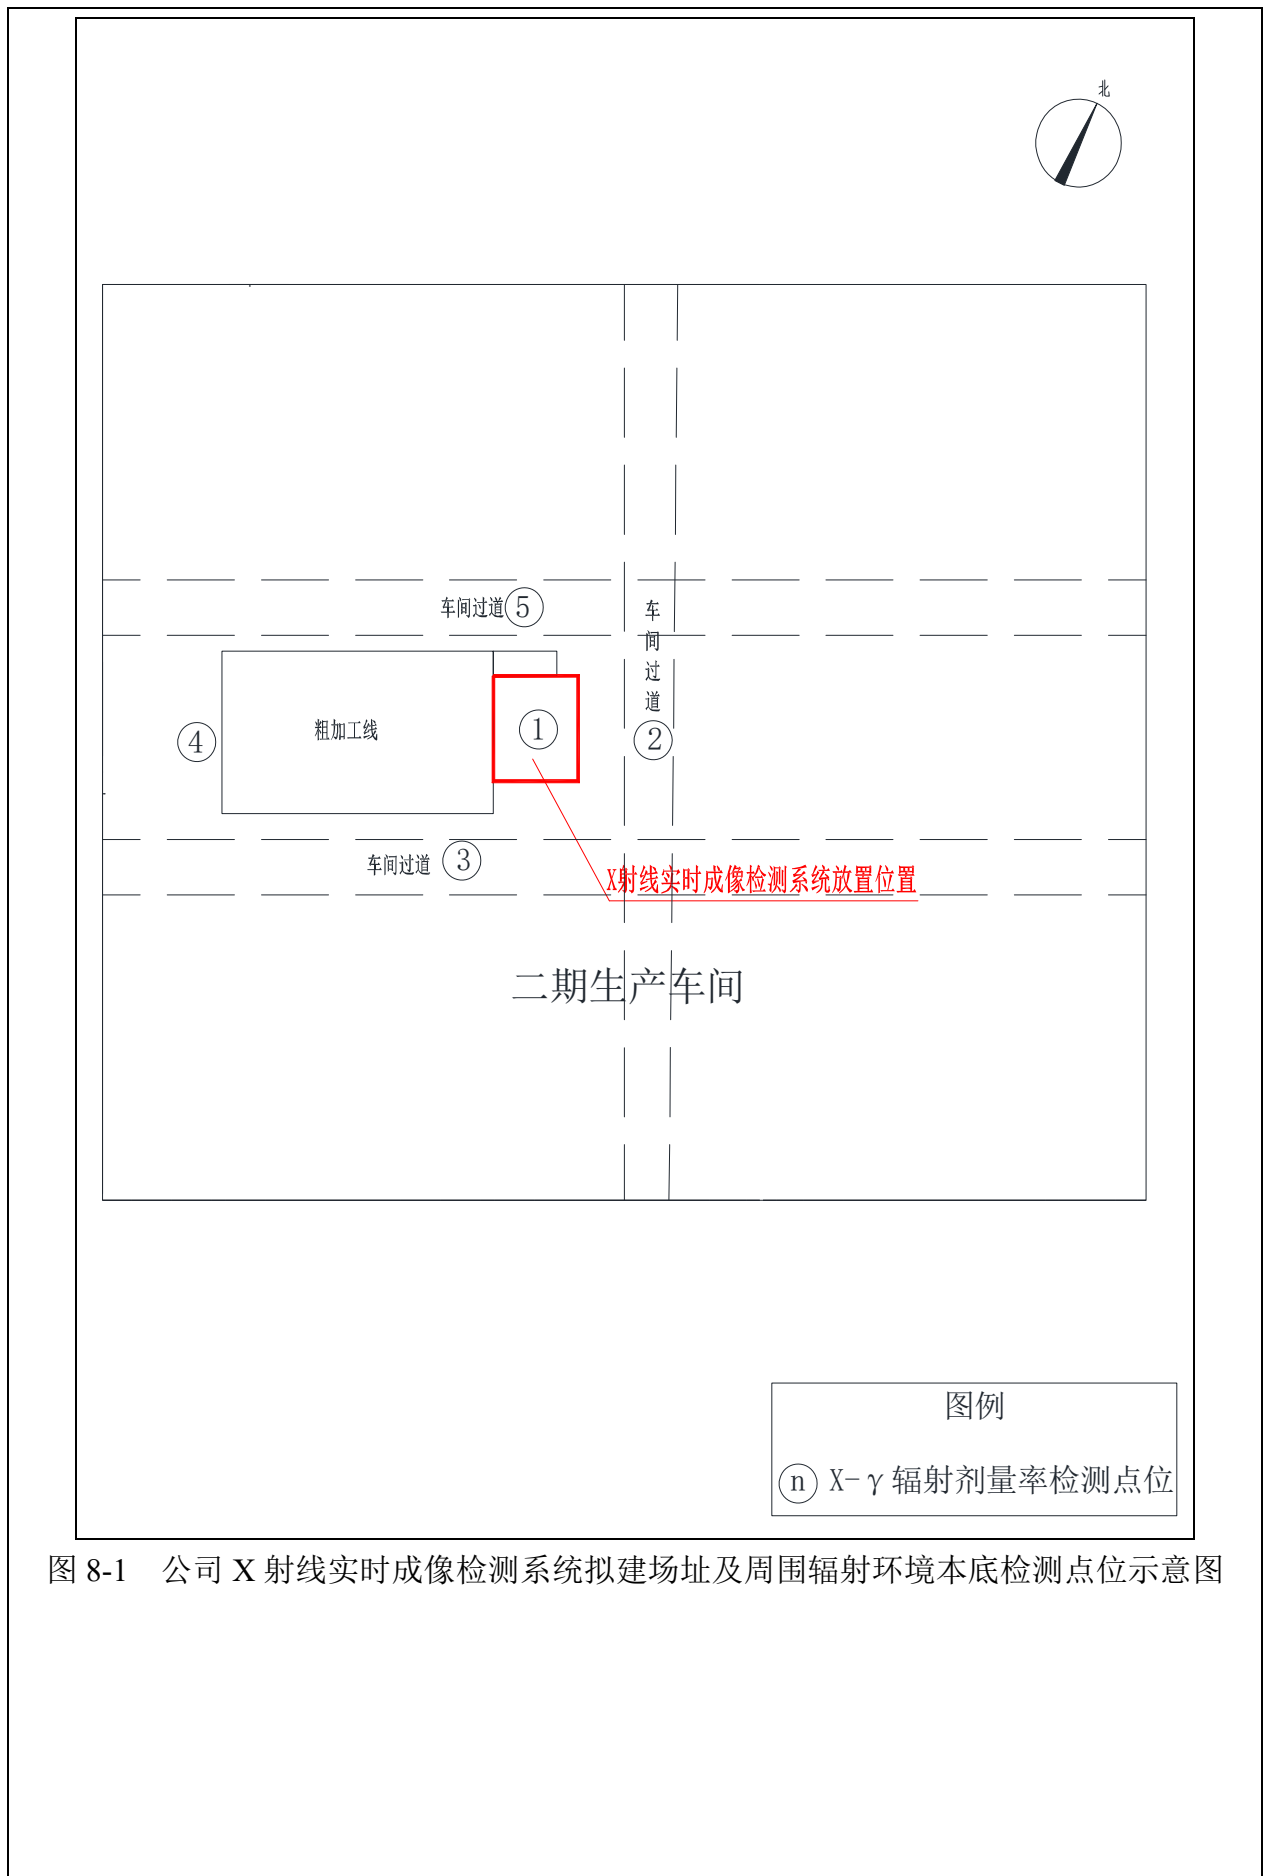 北
车间过道 ⑤
车间过道
粗加工线
①
②
④
车间过道 ③
X射线实时成像检测系统放置位置
二期生产车间
图例
ⓝ X-γ辐射剂量率检测点位
图 8-1 公司 X 射线实时成像检测系统拟建场址及周围辐射环境本底检测点位示意图